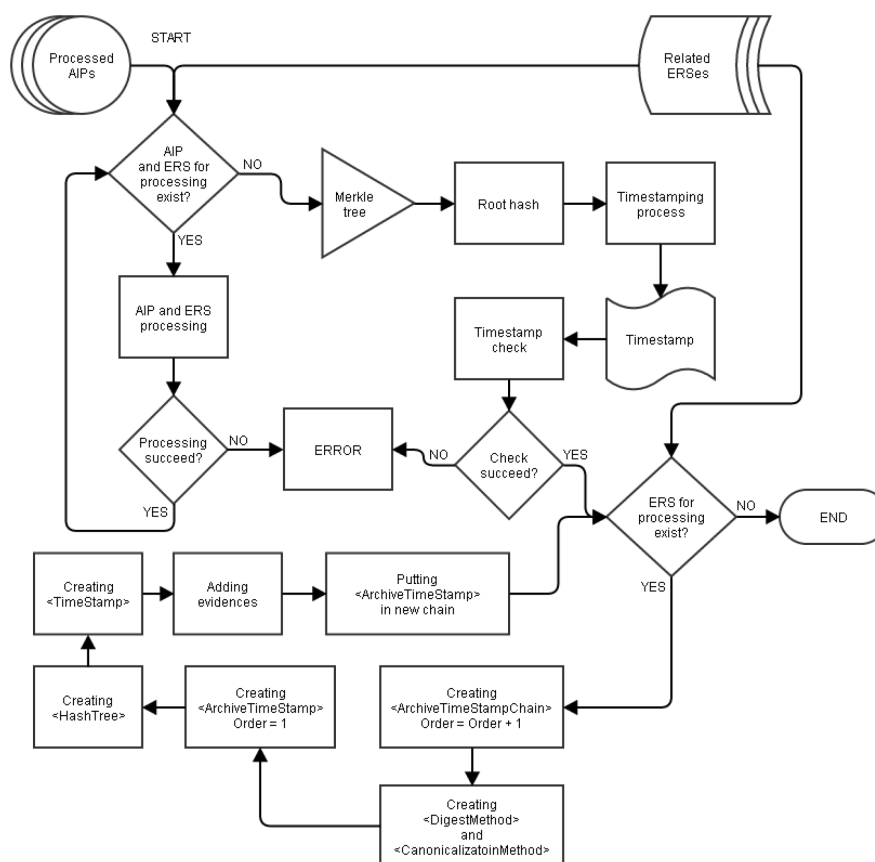 START
Processed
AIPs
Related
ERSes
AIP
and ERS for
processing
exist?
NO
YES
Merkle
tree
Root hash
Timestamping
process
AIP and ERS
processing
Timestamp
check
Timestamp
Processing
succeed?
NO
YES
ERROR
NO
Check
succeed?
YES
ERS for
processing
exist?
NO
YES
END
Creating
<TimeStamp>
Adding
evidences
Putting
<ArchiveTimeStamp>
in new chain
Creating
<HashTree>
Creating
<ArchiveTimeStamp>
Order = 1
Creating
<ArchiveTimeStampChain>
Order = Order + 1
Creating
<DigestMethod>
and
<CanonicalizatoinMethod>